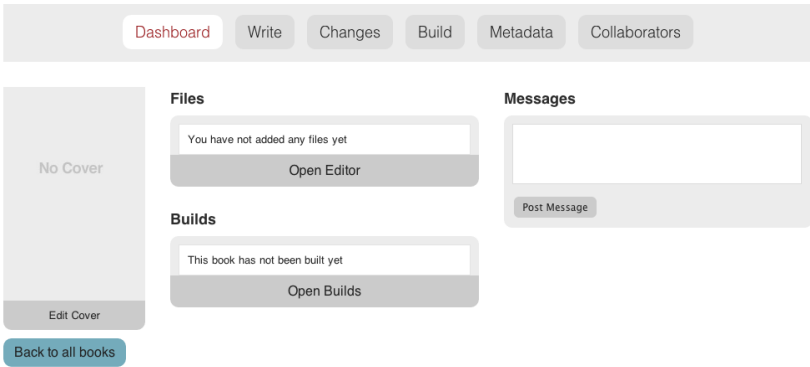 Dashboard Write Changes Build Metadata Collaborators
No Cover
Edit Cover
Back to all books
Files
You have not added any files yet
Open Editor
Builds
This book has not been built yet
Open Builds
Messages
Post Message